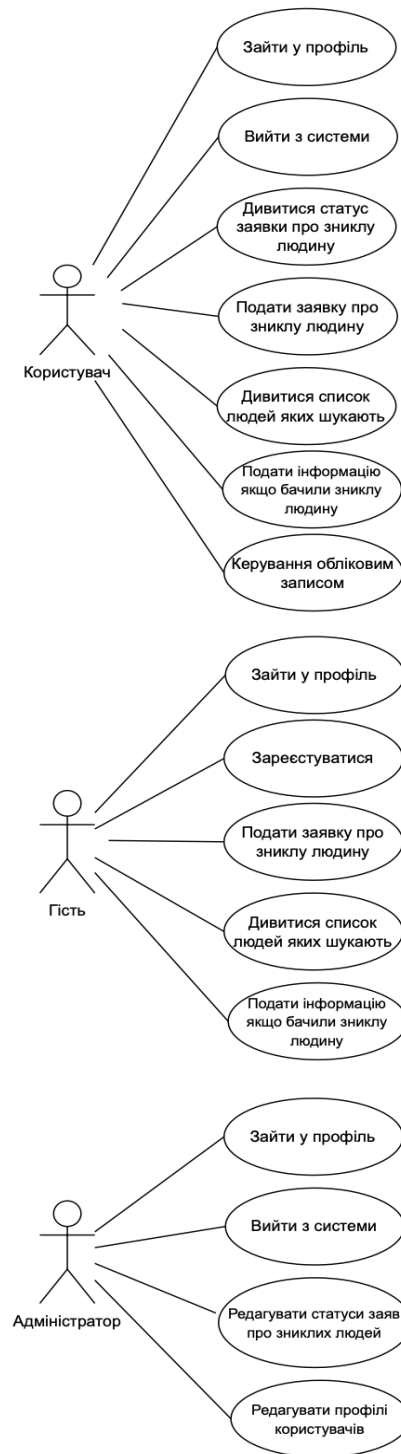 Зайти у профіль
Вийти з системи
Дивитися статус
заявки про зниклу
людину
Подати заявку про
зниклу людину
Користувач
Дивитися список
людей яких шукають
Подати інформацію
якщо бачили зниклу
людину
Керування обліковим
записом
Зайти у профіль
Зареєстуватися
Подати заявку про
зниклу людину
Гість
Дивитися список
людей яких шукають
Подати інформацію
якщо бачили зниклу
людину
Зайти у профіль
Вийти з системи
Адміністратор
Редагувати статуси заяв
про зниклих людей
Редагувати профілі
користувачів